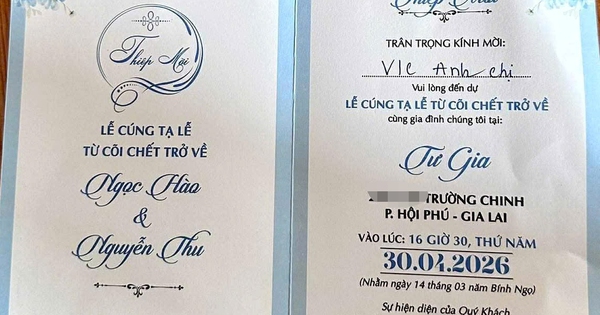 Thiệp Mời
LỄ CÚNG TẠ LỄ
TỪ CÕI CHẾT TRỞ VỀ
Ngọc Hào
&
Nguyễn Thu
TRÂN TRỌNG KÍNH MỜI:
V/C Anh chị
Vui lòng đến dự
LỄ CÚNG TẠ LỄ TỪ CÕI CHẾT TRỞ VỀ
cùng gia đình chúng tôi tại:
Tư Gia
TRƯỜNG CHINH
P. HỘI PHÚ - GIA LAI
VÀO LÚC: 16 GIỜ 30, THỨ NĂM
30.04.2026
(Nhằm ngày 14 tháng 03 năm Bính Ngọ)
Sự hiện diện của Quý Khách